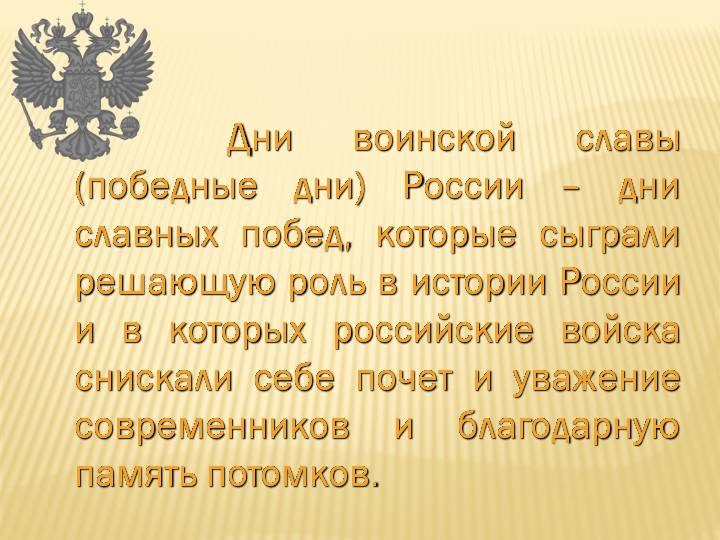 Дни воинской славы
(победные дни) России – дни
славных побед, которые сыграли
решающую роль в истории России
и в которых российские войска
снискали себе почет и уважение
современников и благодарную
память потомков.